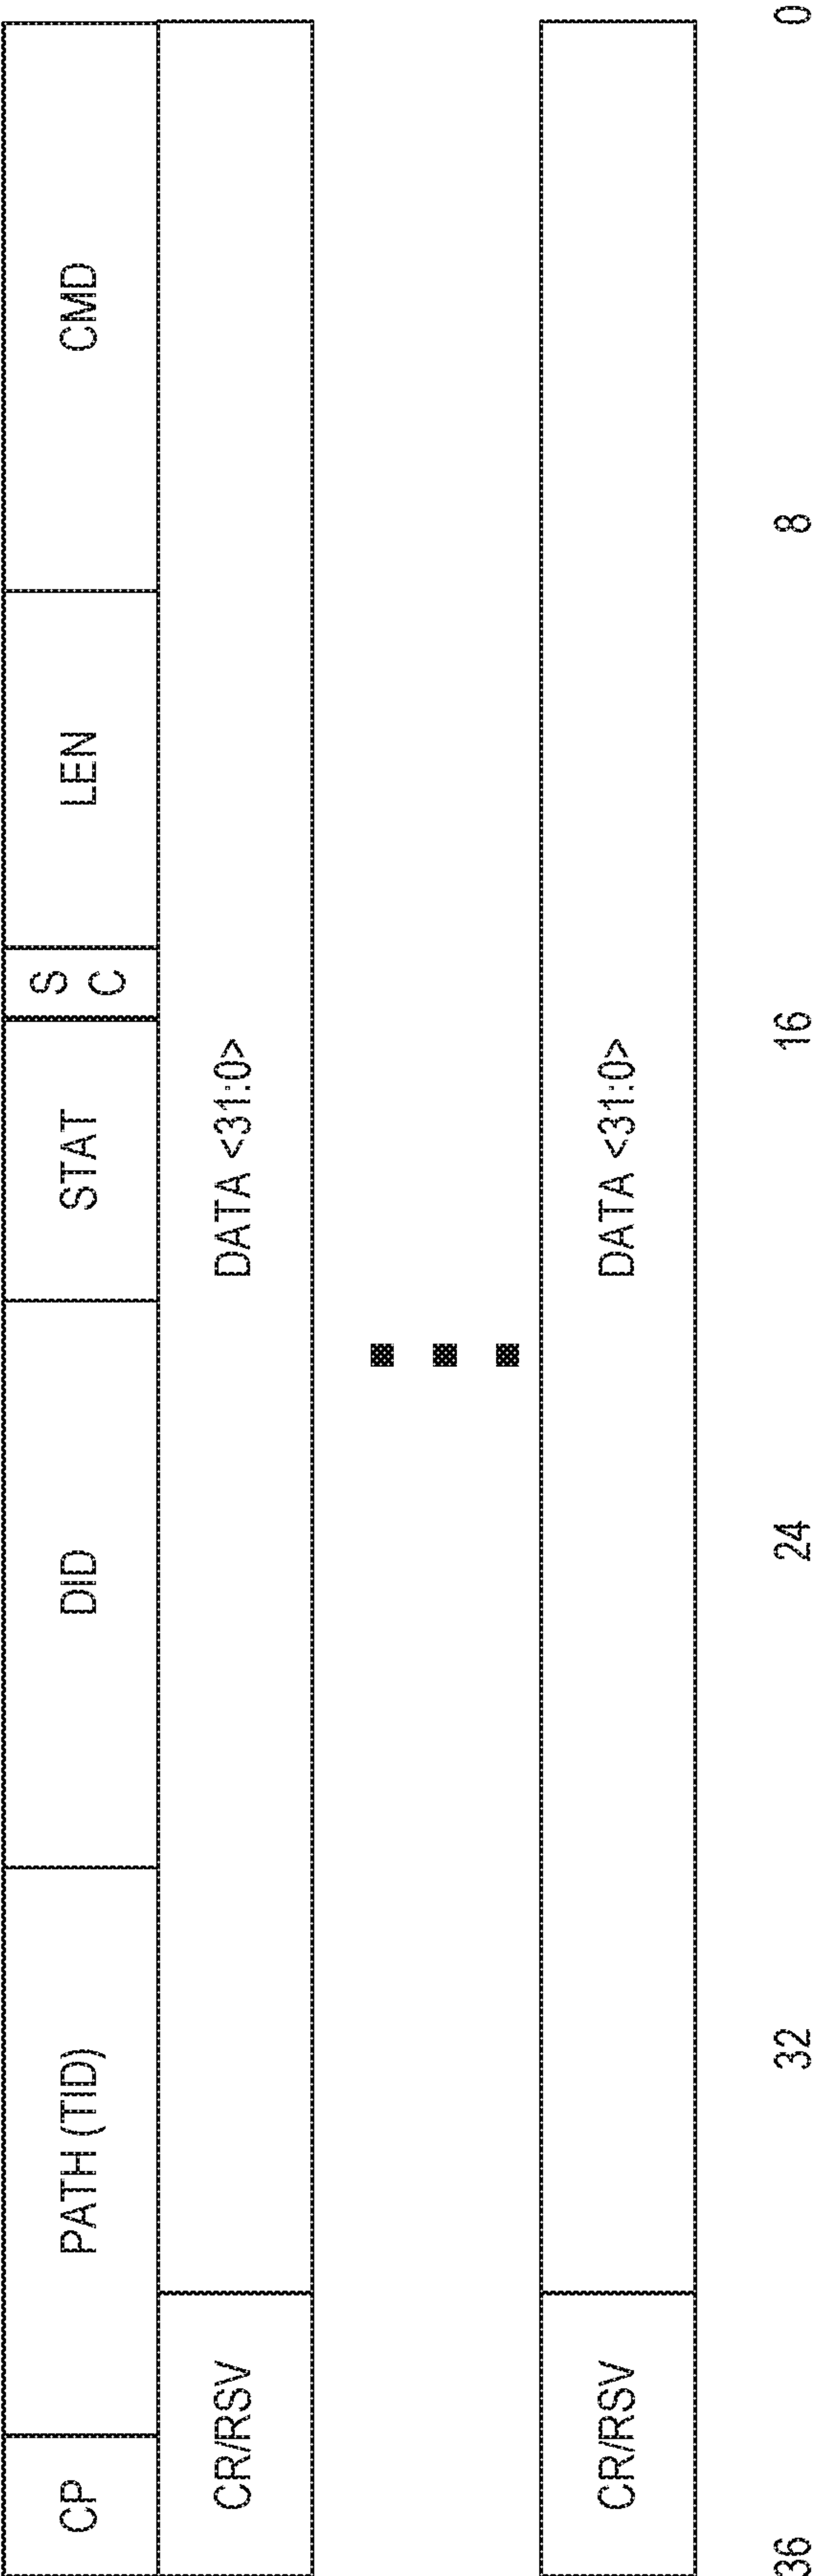 CP PATH (TID) DID STAT SC LEN CMD
CR/RSV DATA <31:0>
CR/RSV DATA <31:0>
36 32 24 16 8 0